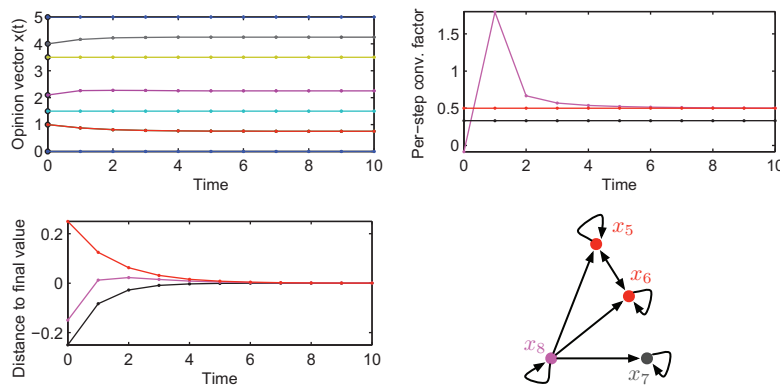 Opinion vector x(t)
5
4
3
2
1
0
0 2 4 6 8 10
Time
Per-step conv. factor
1.5
1
0.5
0
0 2 4 6 8 10
Time
Distance to final value
0.2
0
−0.2
0 2 4 6 8 10
Time
x5
x6
x8
x7